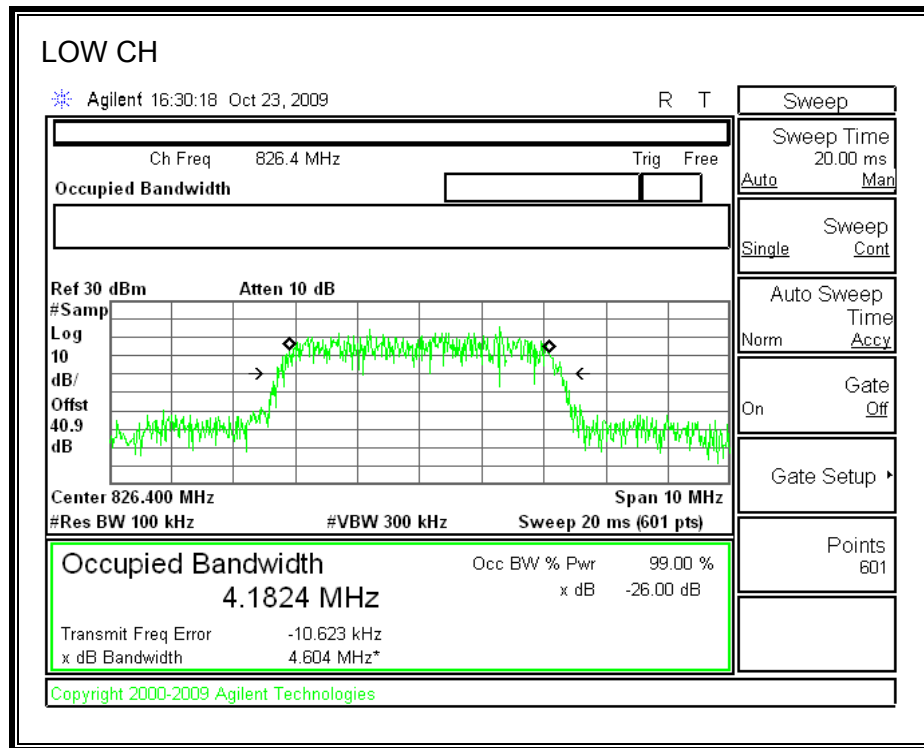 LOW CH
Agilent 16:30:18 Oct 23, 2009 R T
Ch Freq 826.4 MHz Trig Free
Occupied Bandwidth
Ref 30 dBm Atten 10 dB
#Samp
Log
10
dB/
Offst
40.9
dB
Center 826.400 MHz Span 10 MHz
#Res BW 100 kHz #VBW 300 kHz Sweep 20 ms (601 pts)
Occupied Bandwidth Occ BW % Pwr 99.00 %
4.1824 MHz x dB -26.00 dB
Transmit Freq Error -10.623 kHz
x dB Bandwidth 4.604 MHz*
Copyright 2000-2009 Agilent Technologies
Sweep
Sweep Time
20.00 ms
Auto Man
Sweep
Single Cont
Auto Sweep
Time
Norm Accy
Gate
On Off
Gate Setup
Points
601